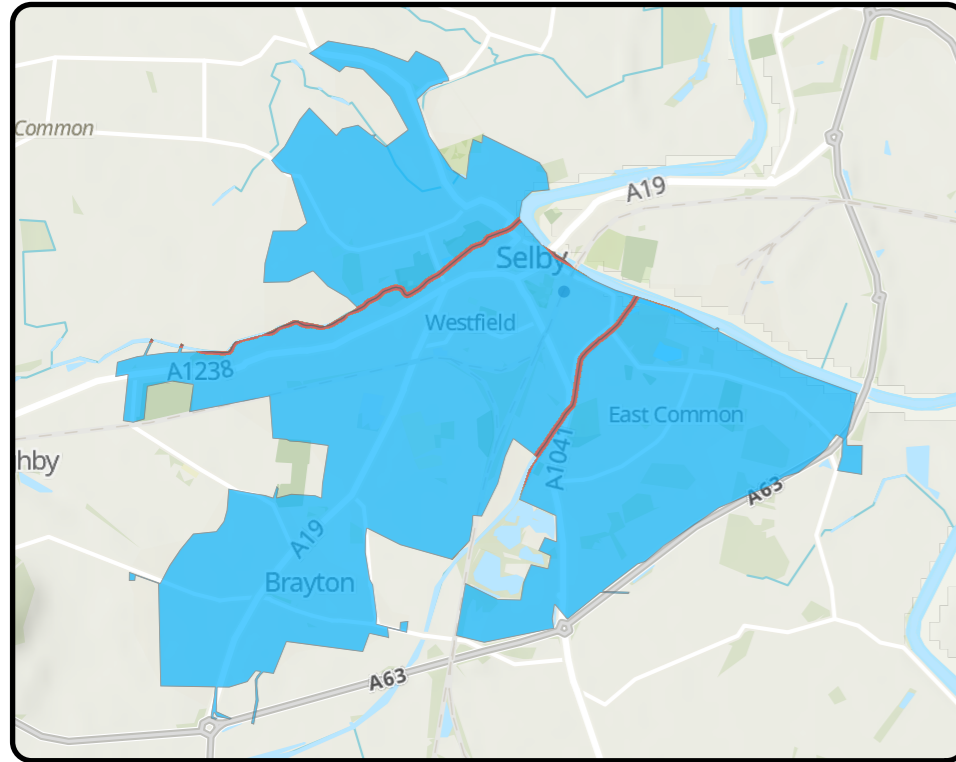 Common
A19
Selby
Westfield
A1238
East Common
A1041
hby
A63
A19
Brayton
A63